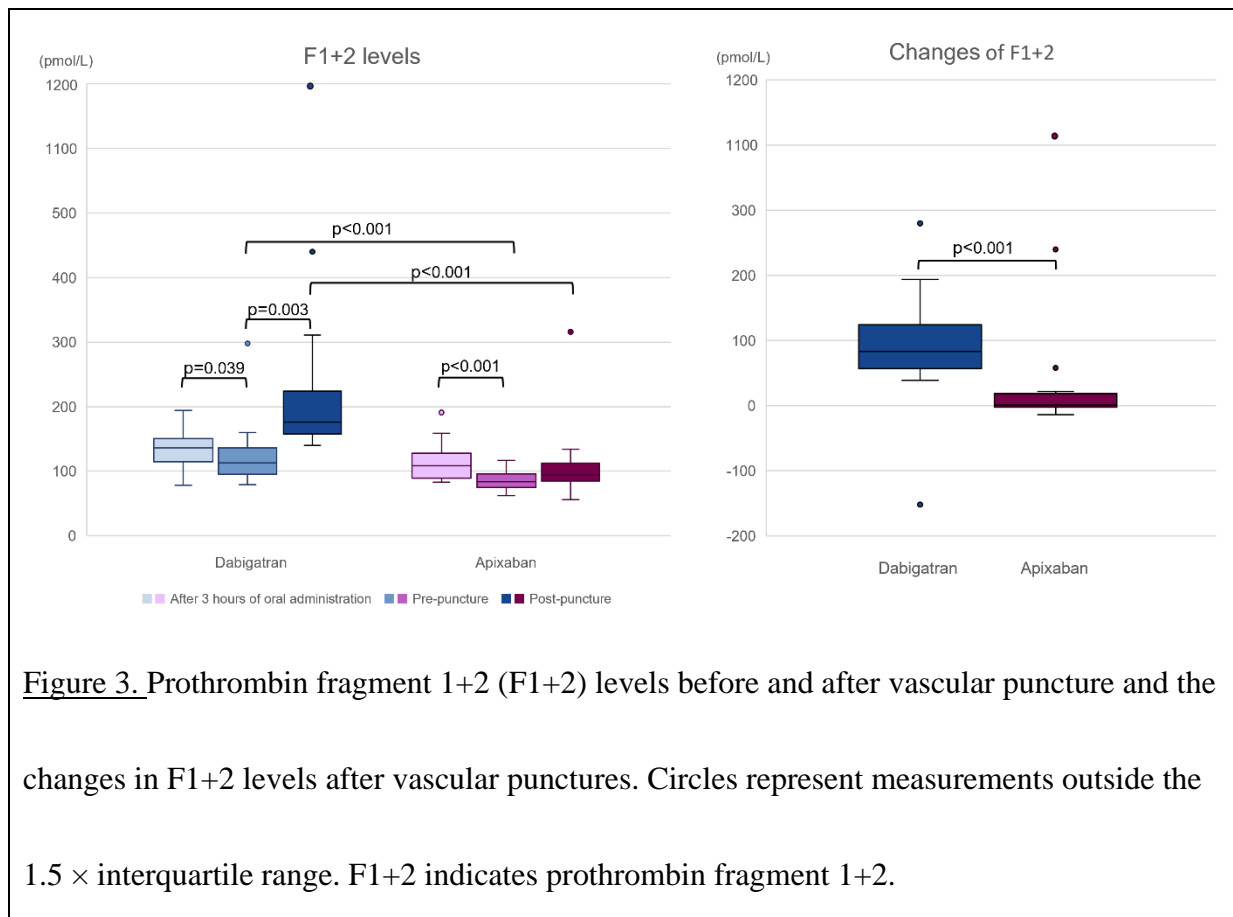 F1+2 levels
(pmol/L)
1200
1100
500
400
300
200
100
0
p<0.001
p<0.001
p=0.003
p=0.039
p<0.001
Dabigatran Apixaban
After 3 hours of oral administration Pre-puncture Post-puncture
Changes of F1+2
(pmol/L)
1200
1100
300
200
100
0
-100
-200
p<0.001
Dabigatran Apixaban
Figure 3. Prothrombin fragment 1+2 (F1+2) levels before and after vascular puncture and the
changes in F1+2 levels after vascular punctures. Circles represent measurements outside the
1.5 × interquartile range. F1+2 indicates prothrombin fragment 1+2.